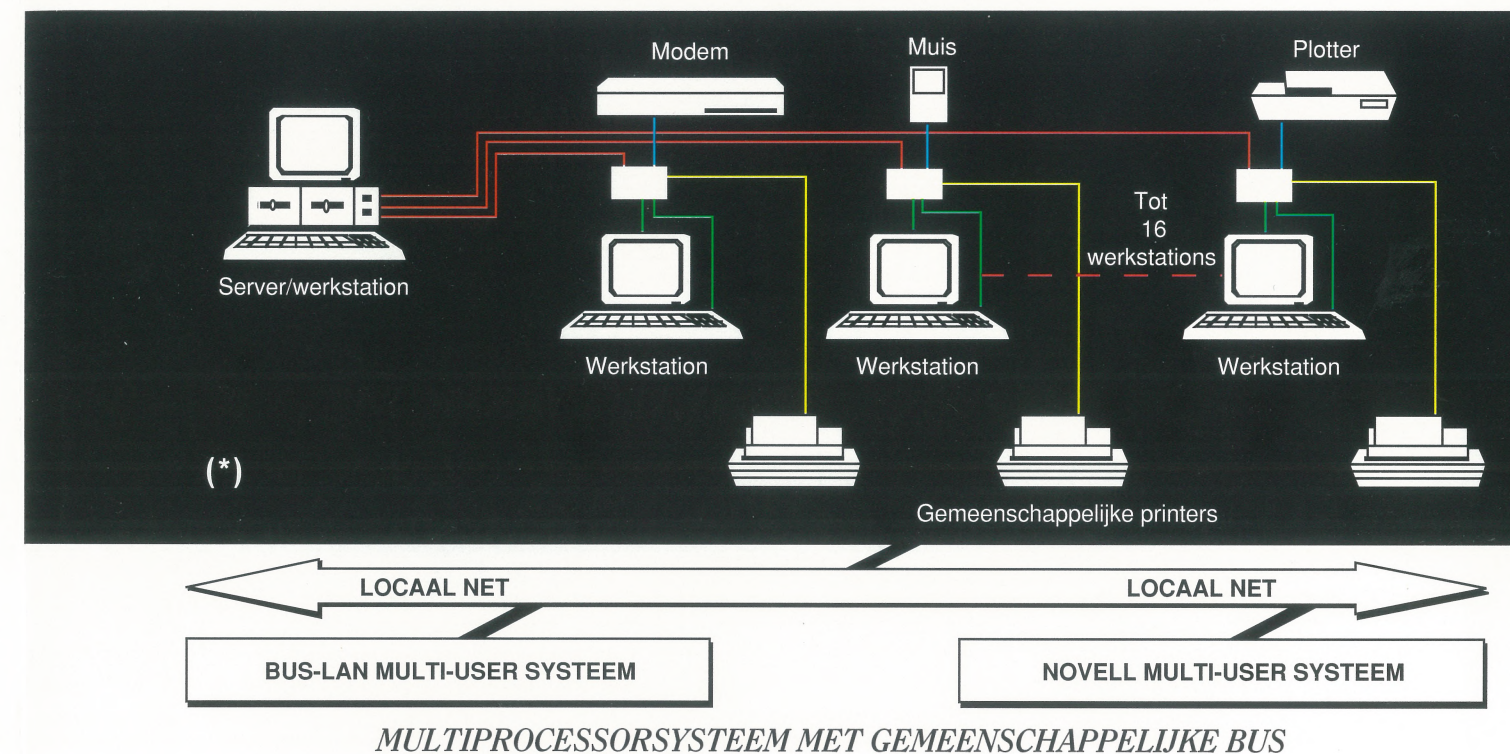 Modem
Muis
Plotter
Server/werkstation
Tot
16
werkstations
Werkstation
Werkstation
Werkstation
(*)
Gemeenschappelijke printers
LOCAAL NET
LOCAAL NET
BUS-LAN MULTI-USER SYSTEEM
NOVELL MULTI-USER SYSTEEM
MULTIPROCESSORSYSTEEM MET GEMEENSCHAPPELIJKE BUS